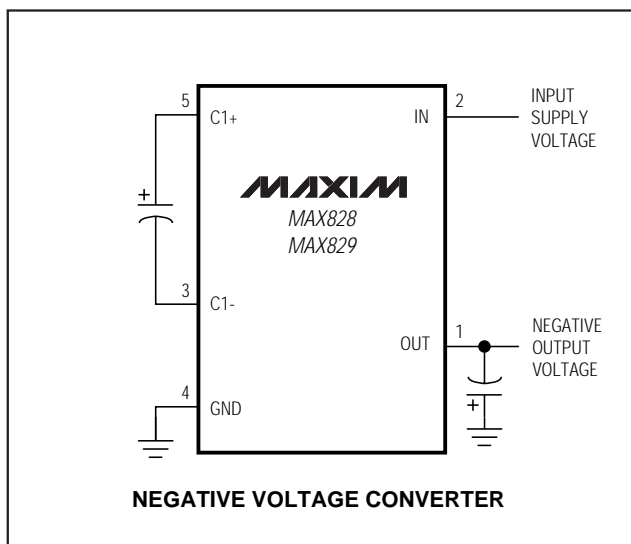 5
C1+
+
3
C1-
4
GND
MAXIM
MAX828
MAX829
2
IN
INPUT
SUPPLY
VOLTAGE
1
OUT
NEGATIVE
OUTPUT
VOLTAGE
+
NEGATIVE VOLTAGE CONVERTER